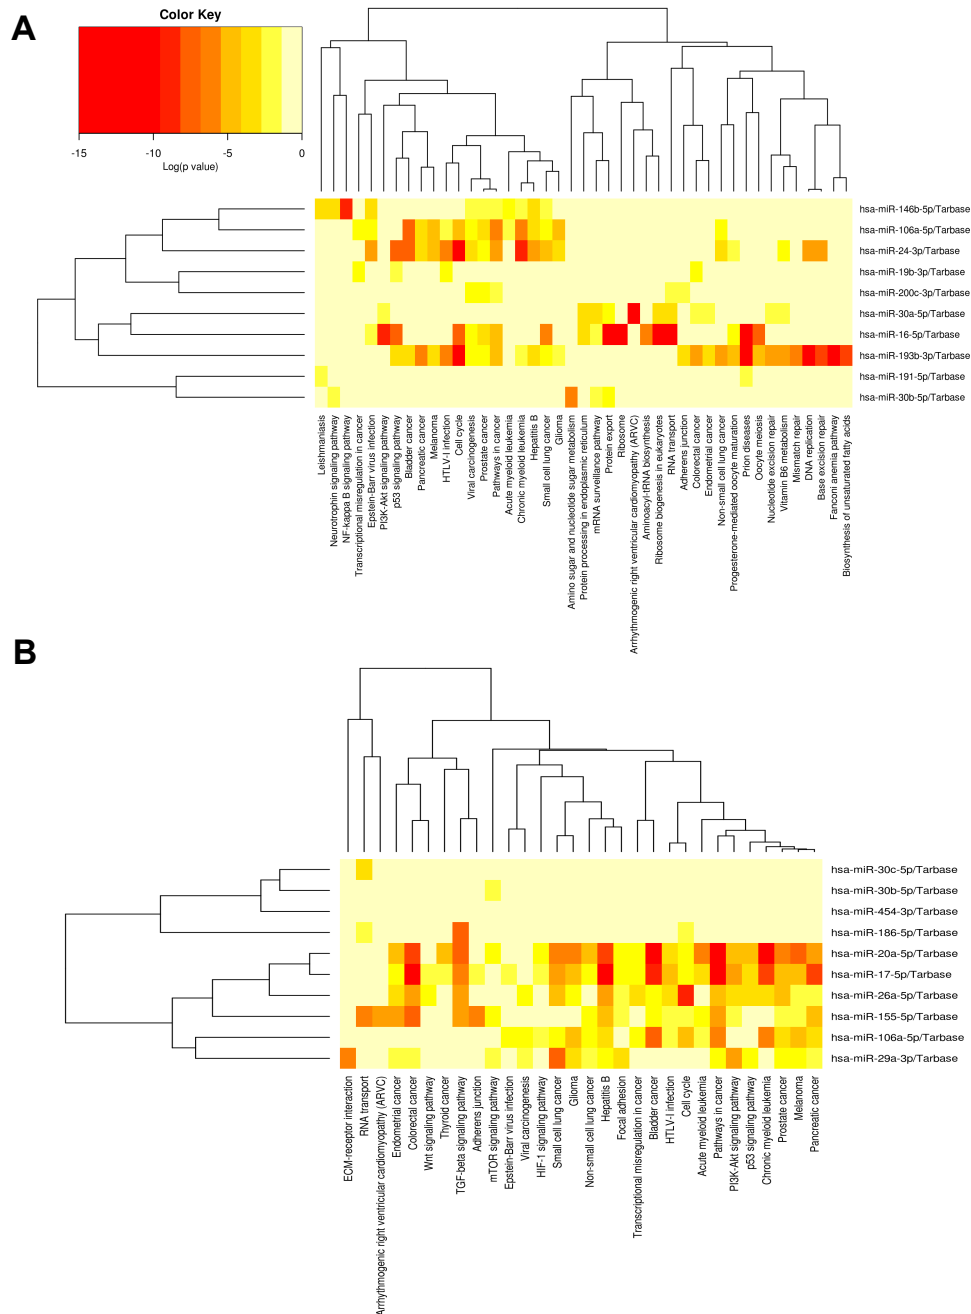 A
Color Key
-15
-10
-5
0
Log(p value)
hsa-miR-146b-5p/Tarbase
hsa-miR-106a-5p/Tarbase
hsa-miR-24-3p/Tarbase
hsa-miR-19b-3p/Tarbase
hsa-miR-200c-3p/Tarbase
hsa-miR-30a-5p/Tarbase
hsa-miR-16-5p/Tarbase
hsa-miR-193b-3p/Tarbase
hsa-miR-191-5p/Tarbase
hsa-miR-30b-5p/Tarbase
Leishmaniasis
Neurotrophin signaling pathway
NF-kappa B signaling pathway
Transcriptional misregulation in cancer
Epstein-Barr virus infection
PI3K-Akt signaling pathway
p53 signaling pathway
Bladder cancer
Pancreatic cancer
Melanoma
HTLV-I infection
Cell cycle
Viral carcinogenesis
Prostate cancer
Pathways in cancer
Acute myeloid leukemia
Chronic myeloid leukemia
Hepatitis B
Small cell lung cancer
Glioma
Amino sugar and nucleotide sugar metabolism
Protein processing in endoplasmic reticulum
mRNA surveillance pathway
Protein export
Ribosome
Arrhythmogenic right ventricular cardiomyopathy (ARVC)
Aminoacyl-tRNA biosynthesis
Ribosome biogenesis in eukaryotes
RNA transport
Adherens junction
Colorectal cancer
Endometrial cancer
Non-small cell lung cancer
Progesterone-mediated oocyte maturation
Prion diseases
Oocyte meiosis
Nucleotide excision repair
Vitamin B6 metabolism
Mismatch repair
DNA replication
Base excision repair
Fanconi anemia pathway
Biosynthesis of unsaturated fatty acids
B
hsa-miR-30c-5p/Tarbase
hsa-miR-30b-5p/Tarbase
hsa-miR-454-3p/Tarbase
hsa-miR-186-5p/Tarbase
hsa-miR-20a-5p/Tarbase
hsa-miR-17-5p/Tarbase
hsa-miR-26a-5p/Tarbase
hsa-miR-155-5p/Tarbase
hsa-miR-106a-5p/Tarbase
hsa-miR-29a-3p/Tarbase
ECM-receptor interaction
RNA transport
Arrhythmogenic right ventricular cardiomyopathy (ARVC)
Endometrial cancer
Colorectal cancer
Wnt signaling pathway
Thyroid cancer
TGF-beta signaling pathway
Adherens junction
mTOR signaling pathway
Epstein-Barr virus infection
Viral carcinogenesis
HIF-1 signaling pathway
Small cell lung cancer
Glioma
Non-small cell lung cancer
Hepatitis B
Focal adhesion
Transcriptional misregulation in cancer
Bladder cancer
HTLV-I infection
Cell cycle
Acute myeloid leukemia
Pathways in cancer
PI3K-Akt signaling pathway
p53 signaling pathway
Chronic myeloid leukemia
Prostate cancer
Melanoma
Pancreatic cancer